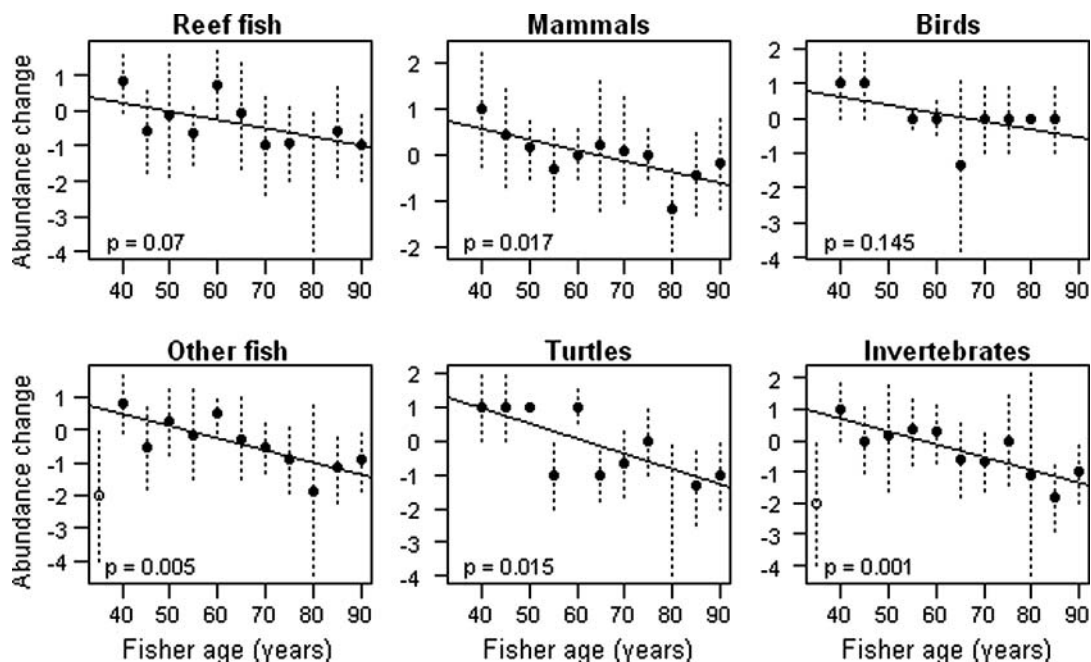 Reef fish Mammals Birds
Abundance change
1
0
-1
-2
-3
-4
p = 0.07
40 50 60 70 80 90
2
1
0
-1
-2
p = 0.017
40 50 60 70 80 90
2
1
0
-1
-2
-3
-4
p = 0.145
40 50 60 70 80 90
Other fish Turtles Invertebrates
Abundance change
1
0
-1
-2
-3
-4
p = 0.005
40 50 60 70 80 90
Fisher age (years)
2
1
0
-1
-2
-3
-4
p = 0.015
40 50 60 70 80 90
Fisher age (years)
2
1
0
-1
-2
-3
-4
p = 0.001
40 50 60 70 80 90
Fisher age (years)